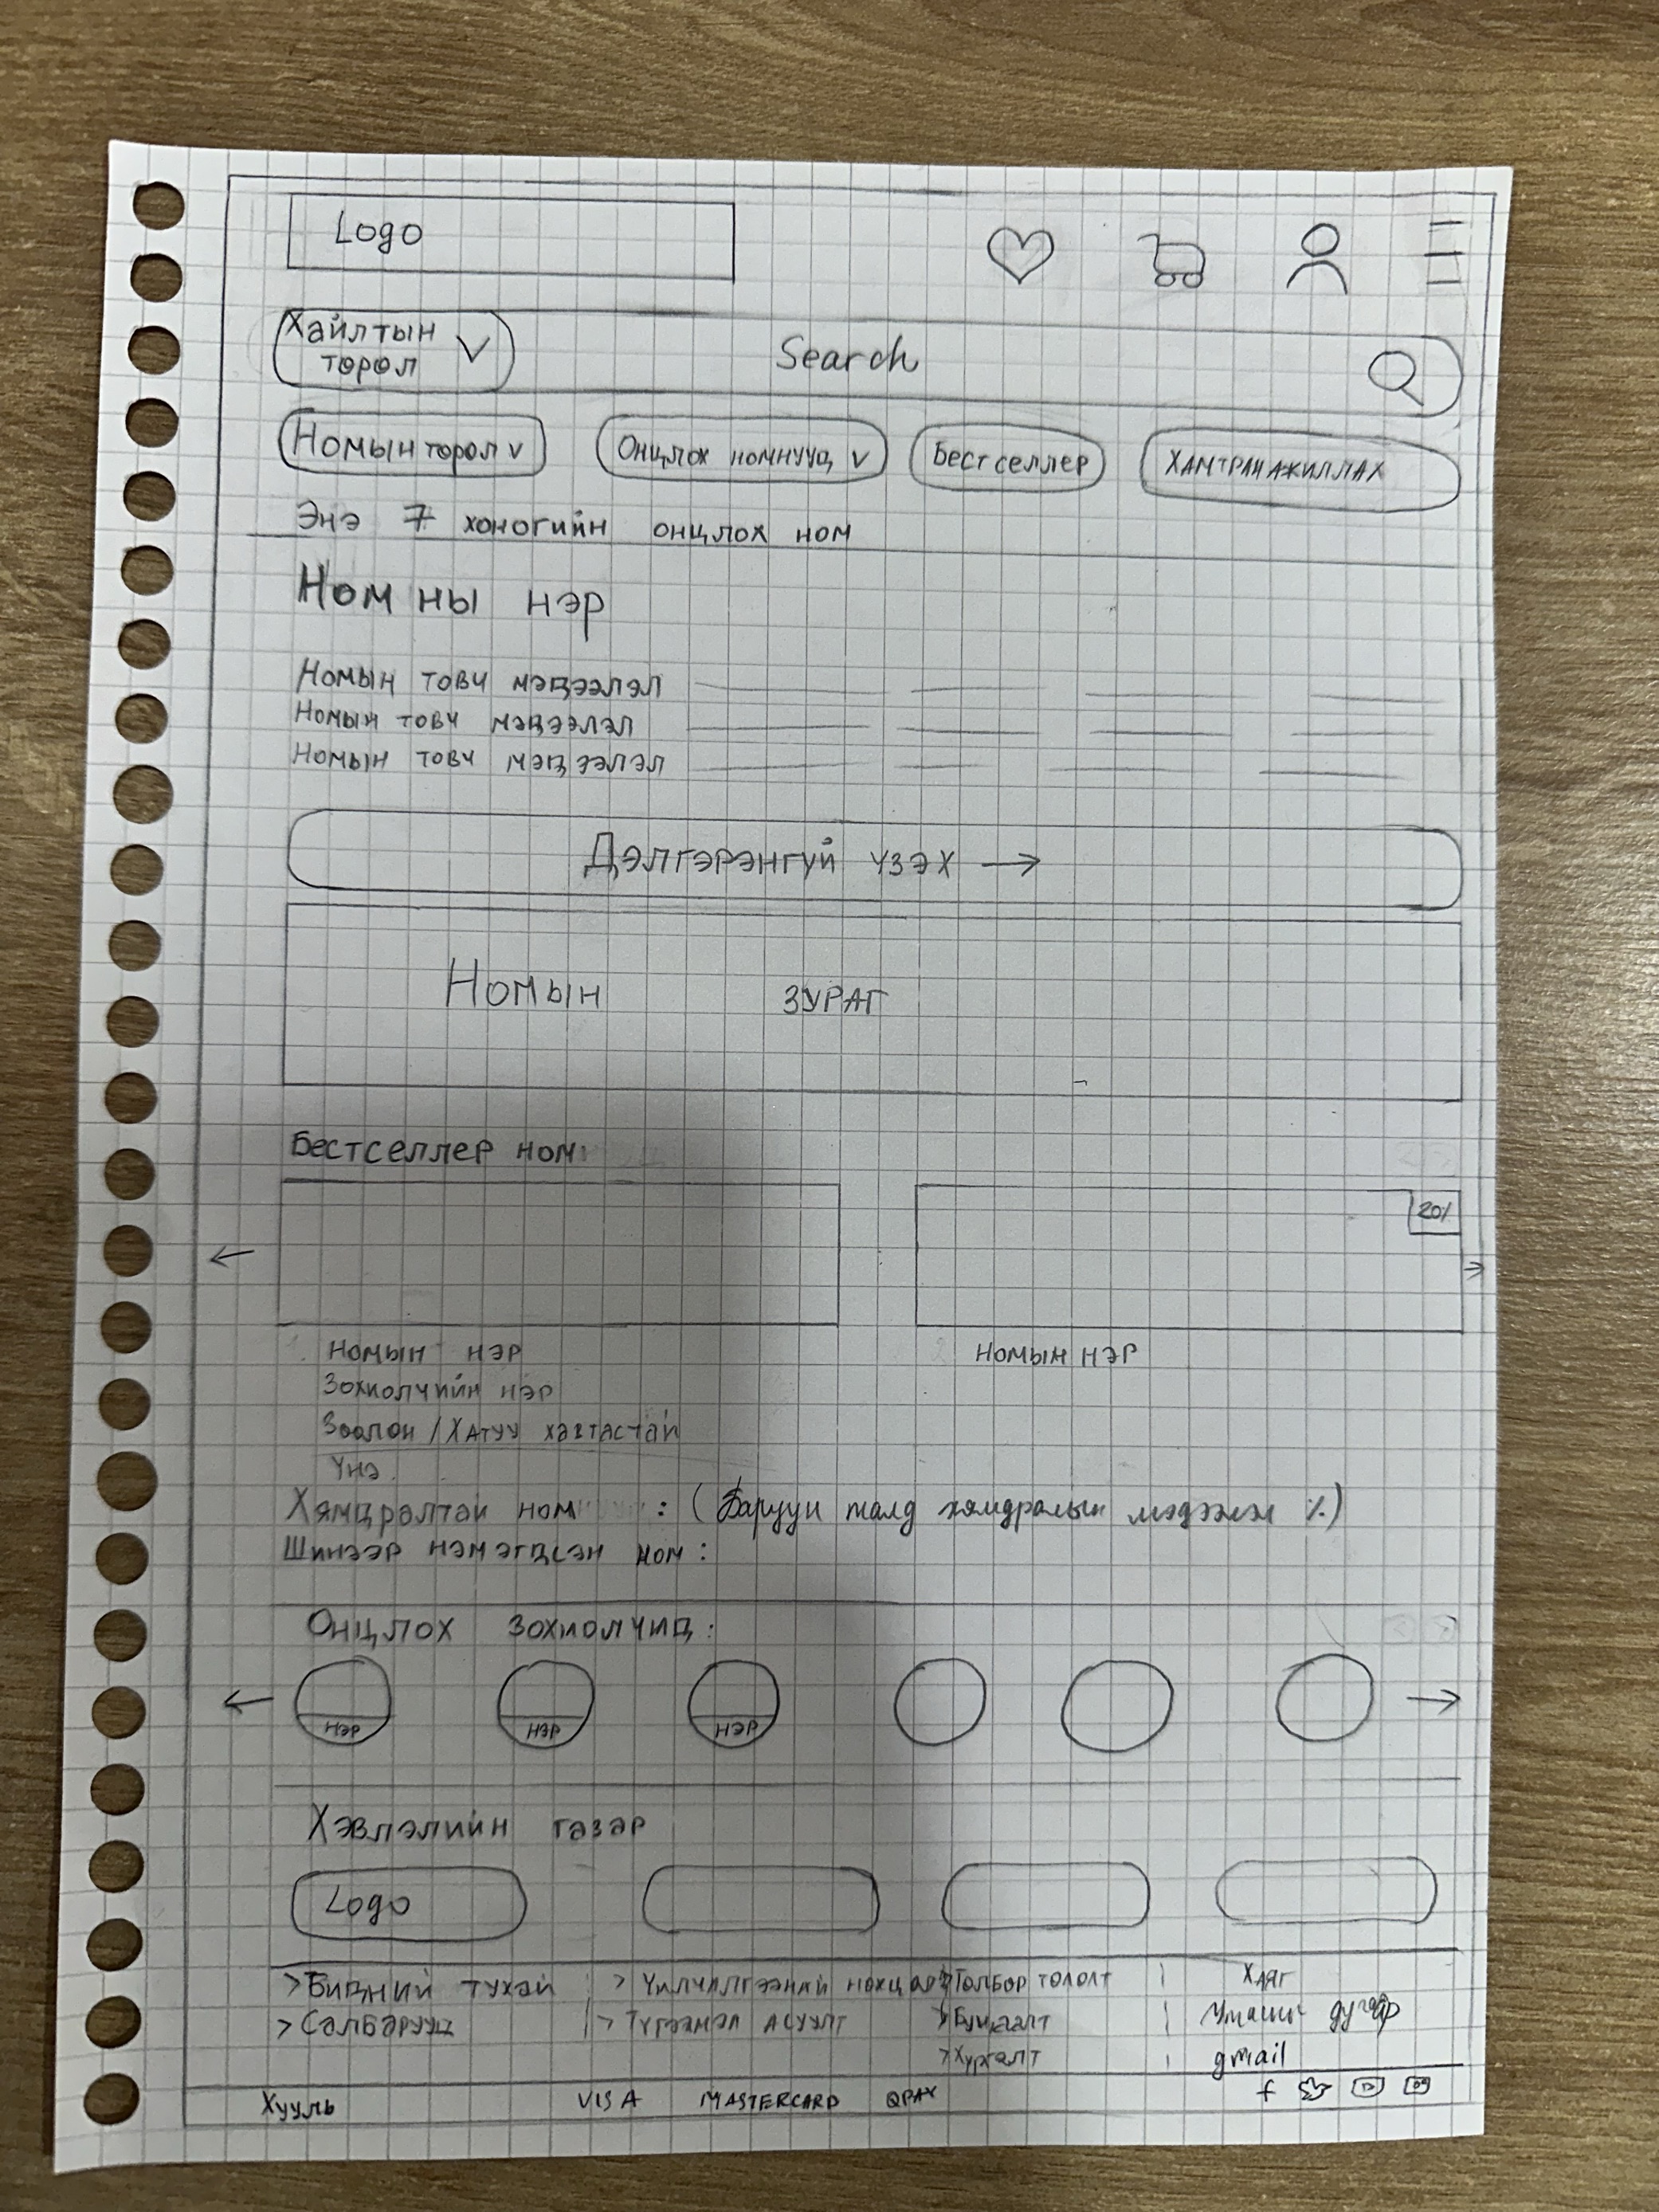 Logo
Хайлтын
төрөл
Search
Номын төрөл
Онцлох номнууд
Бестселлер
ХАМТРАН АЖИЛЛАХ
Энэ 7 хоногийн онцлох ном
Номны нэр
Номын товч мэдээлэл
Номын товч мэдээлэл
Номын товч мэдээлэл
Дэлгэрэнгүй үзэх →
Номын ЗУРАГ
Бестселлер ном
20%
← →
Номын нэр
Номын нэр
Зохиолчийн нэр
Зөөлөн / Хатуу хавтастай
Үнэ
Хямдралтай ном : (Баруун талд хямдралын мэдээлэл %)
Шинээр нэмэгдсэн ном :
Онцлох зохиолчид :
← →
нэр нэр нэр
Хэвлэлийн газар
Logo
> Бидний тухай
> Салбарууд
> Үйлчилгээний нөхцөл
> Түгээмэл асуулт
> Төлбөр төлөлт
> Буцаалт
> Хүргэлт
Хаяг
дугаар
gmail
Хууль VISA MASTERCARD QPAY f